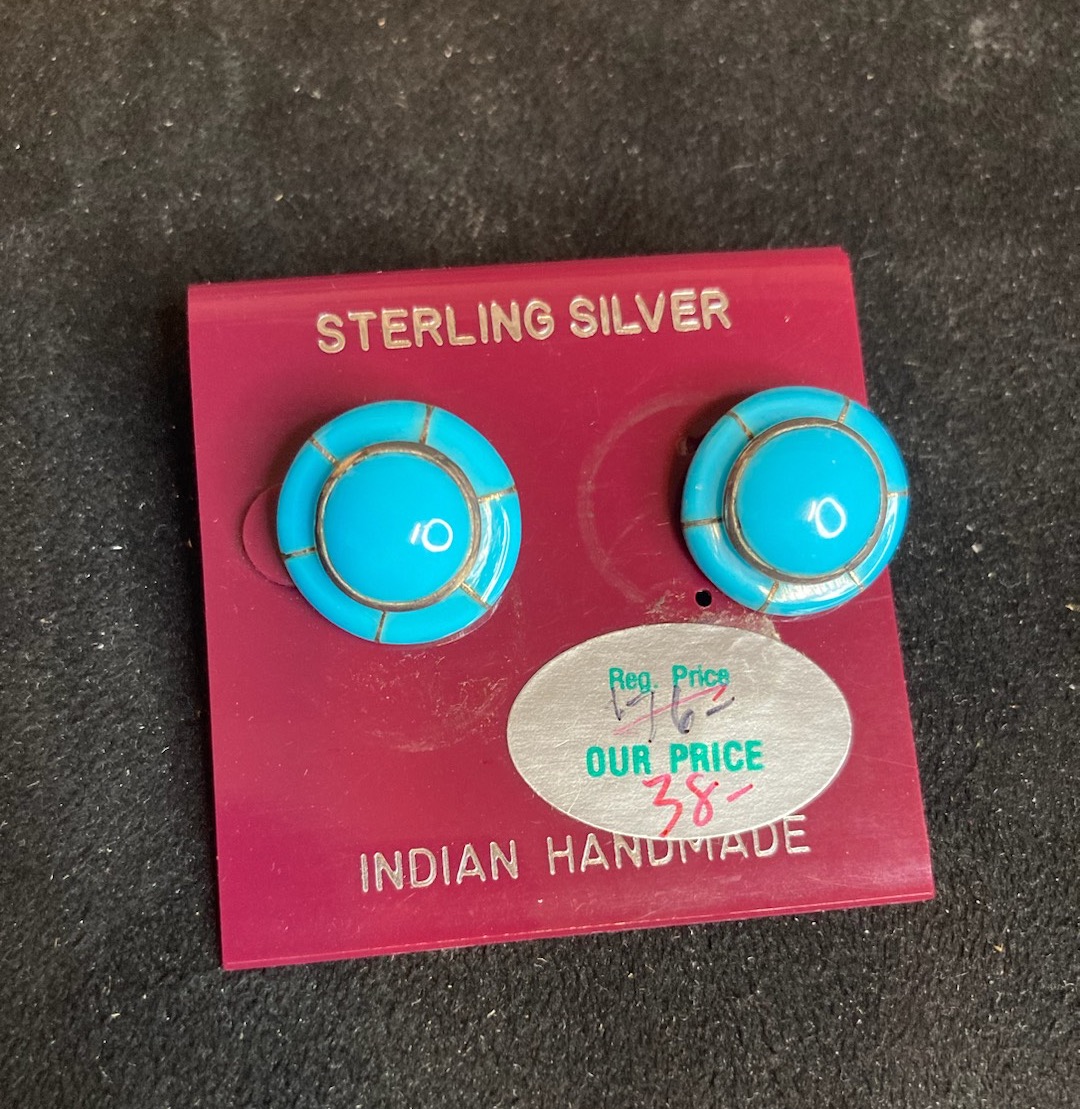 STERLING SILVER
Reg. Price
76-
OUR PRICE
38-
INDIAN HANDMADE